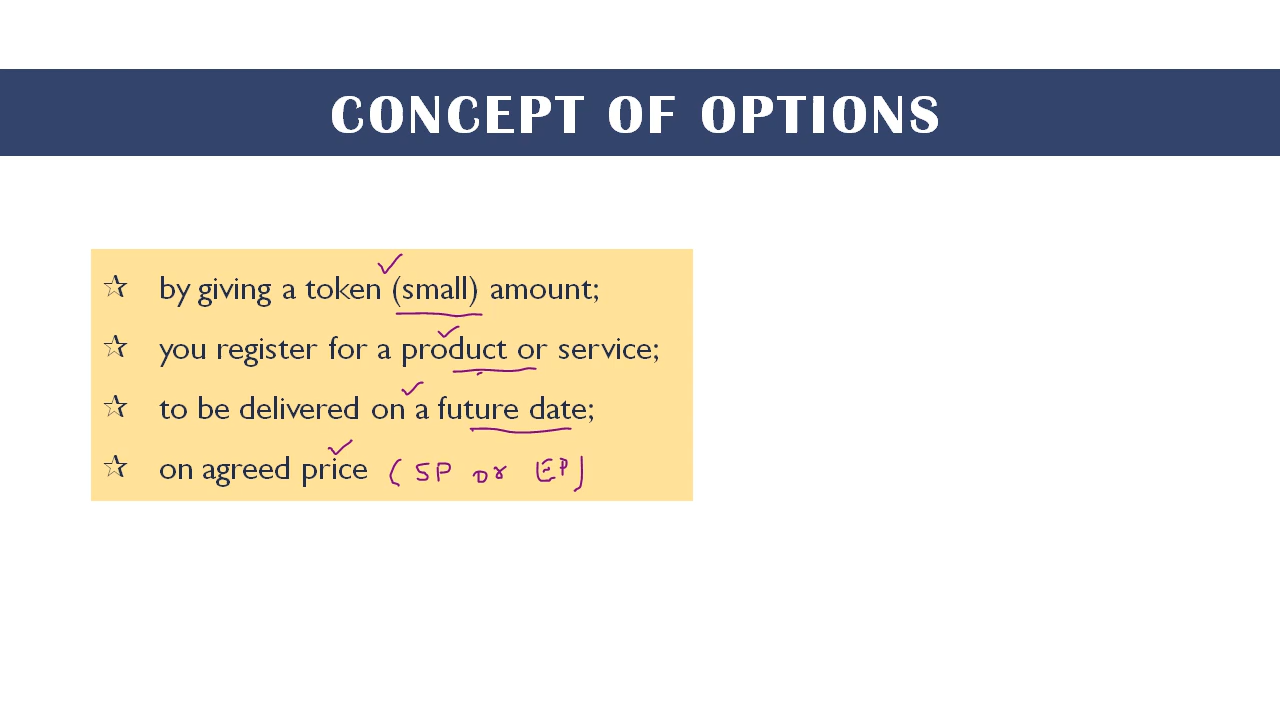 CONCEPT OF OPTIONS
☆ by giving a token (small) amount;
☆ you register for a product or service;
☆ to be delivered on a future date;
☆ on agreed price (SP or EP)